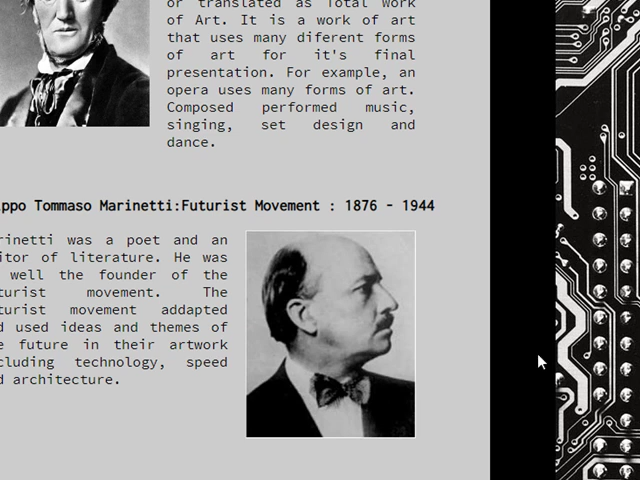 or translated as Total Work
of Art. It is a work of art
that uses many diferent forms
of art for it's final
presentation. For example, an
opera uses many forms of art.
Composed performed music,
singing, set design and
dance.
ippo Tommaso Marinetti:Futurist Movement : 1876 - 1944
rinetti was a poet and an
itor of literature. He was
well the founder of the
turist movement. The
turist movement addapted
d used ideas and themes of
e future in their artwork
cluding technology, speed
d architecture.